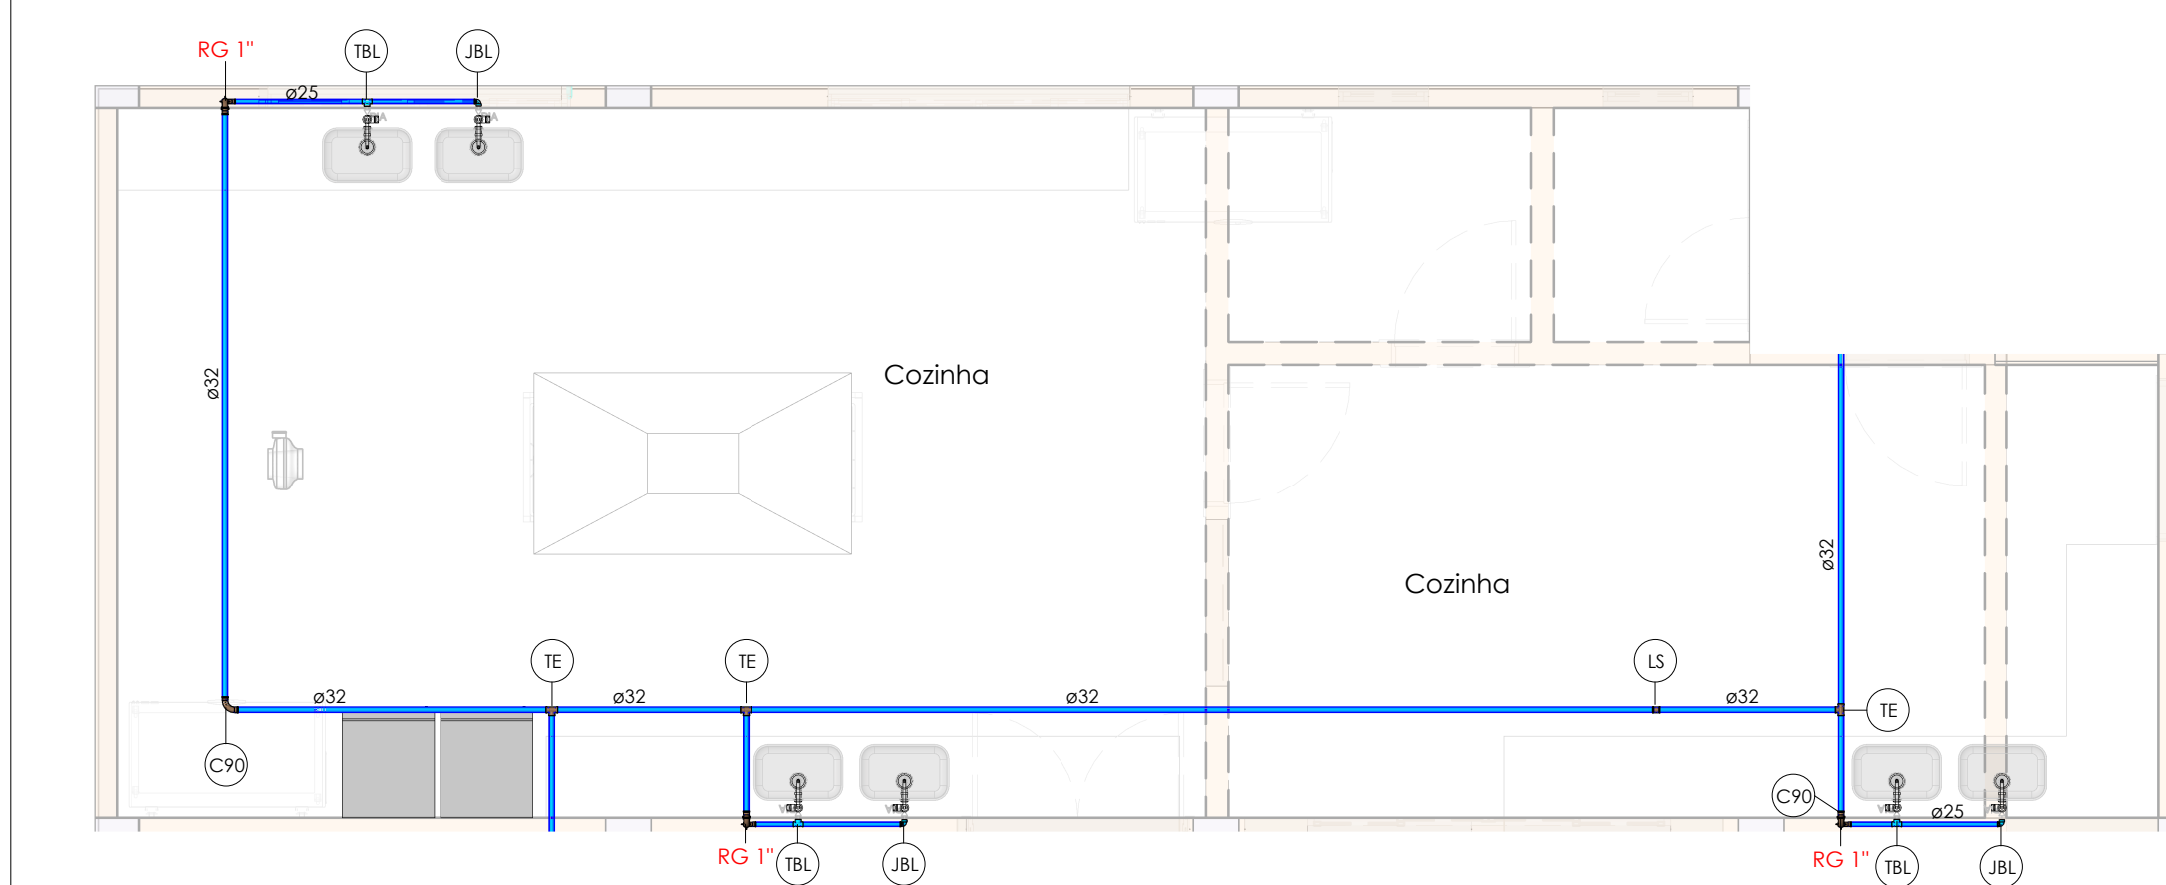 RG 1"
TBL
JBL
ø25
Cozinha
ø32
Cozinha
ø32
TE
TE
LS
ø32
ø32
ø32
ø32
TE
C90
C90
ø25
RG 1"
TBL
JBL
RG 1"
TBL
JBL